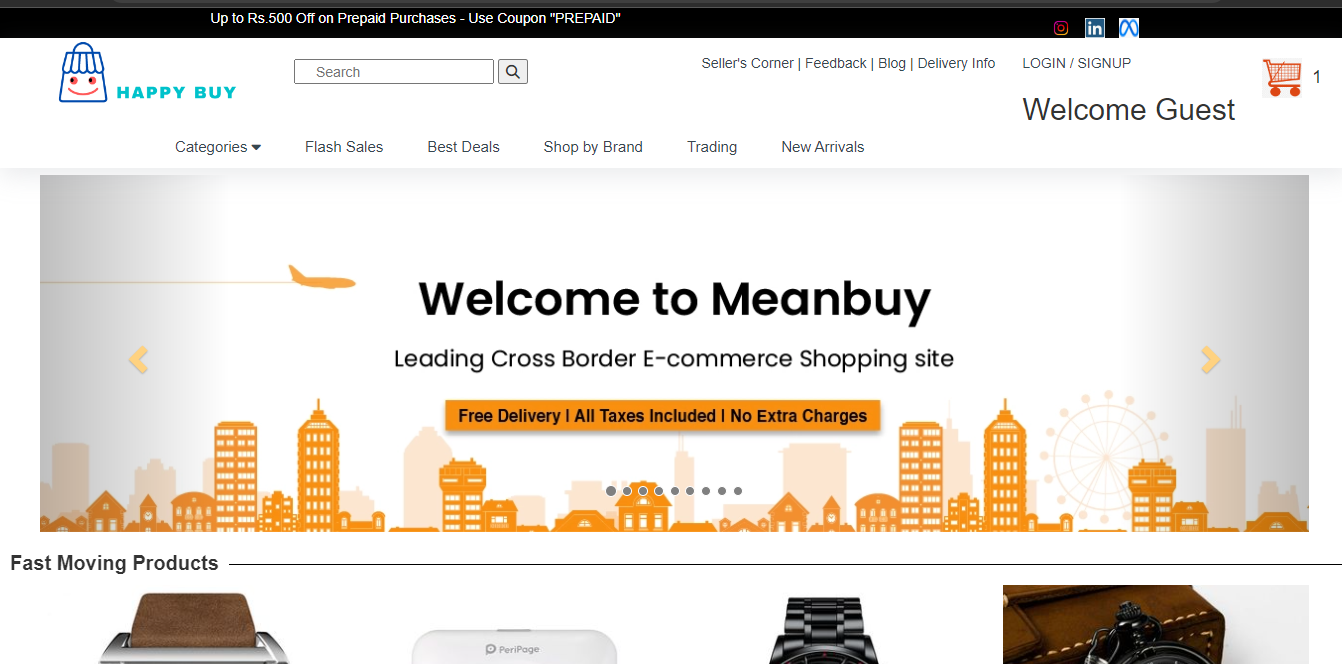 Up to Rs.500 Off on Prepaid Purchases - Use Coupon "PREPAID"
in
HAPPY BUY
Search
Seller's Corner | Feedback | Blog | Delivery Info
LOGIN / SIGNUP
1
Welcome Guest
Categories
Flash Sales
Best Deals
Shop by Brand
Trading
New Arrivals
Welcome to Meanbuy
Leading Cross Border E-commerce Shopping site
Free Delivery I All Taxes Included I No Extra Charges
Fast Moving Products
PeriPage